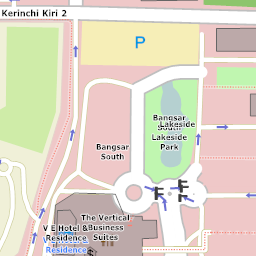 Kerinchi Kiri 2
P
Bangsar
South
Lakeside
Park
Lakeside
Bangsar
South
The Vertical
Business
Suites
V E Hotel &
Residence
Residence